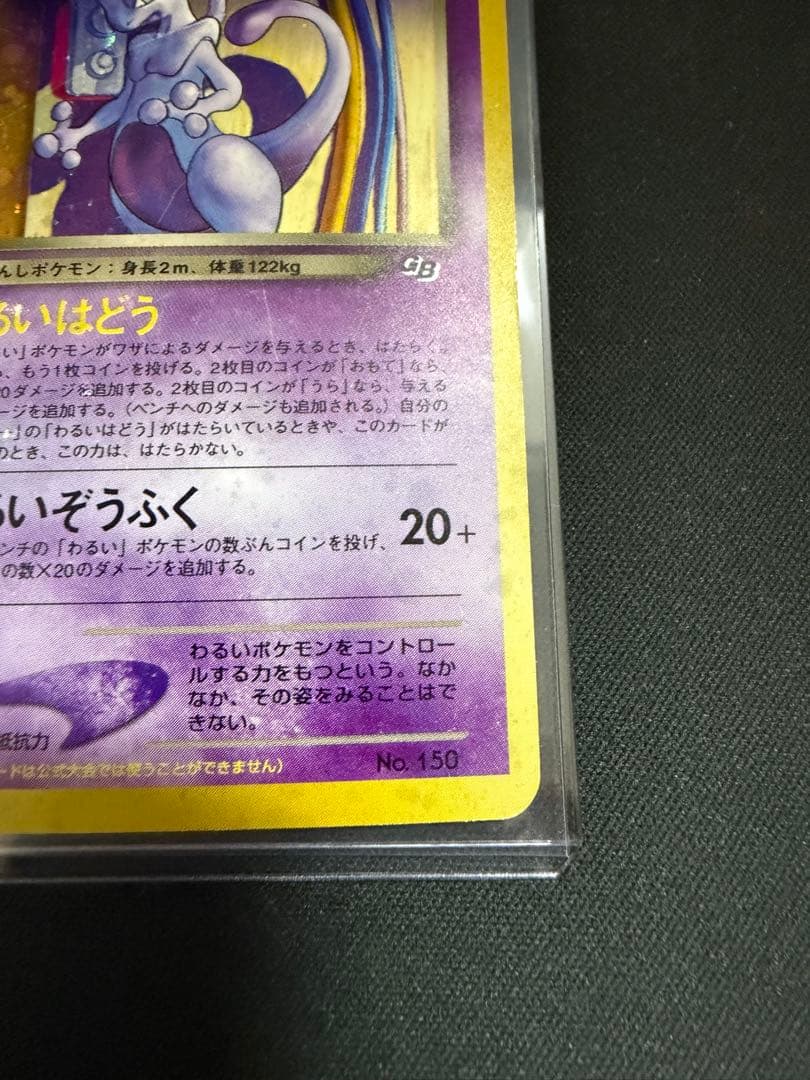 んしポケモン：身長2m、体重122kg
GB
るいはどう
い」ポケモンがワザによるダメージを与えるとき、はたらく。
、もう1枚コインを投げる。2枚目のコインが「おもて」なら、
20ダメージを追加する。2枚目のコインが「うら」なら、与える
ージを追加する。（ベンチへのダメージも追加される。）自分の
」の「わるいはどう」がはたらいているときや、このカードが
のとき、この力は、はたらかない。
るいぞうふく
20+
ンチの「わるい」ポケモンの数ぶんコインを投げ、
の数×20のダメージを追加する。
わるいポケモンをコントロー
ルする力をもつという。なか
なか、その姿をみることはで
きない。
抵抗力
ードは公式大会では使うことができません）
No. 150